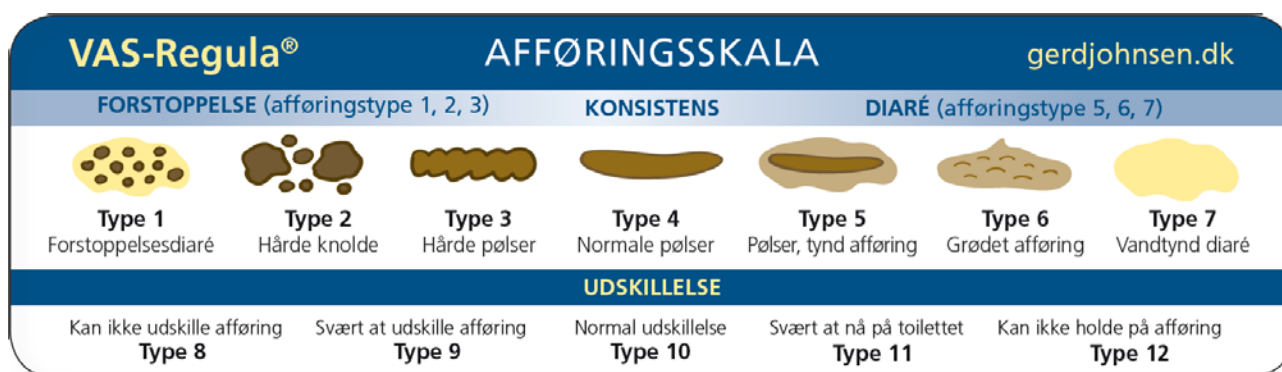 VAS-Regula® AFFØRINGSSKALA gerdjohnsen.dk
FORSTOPPELSE (afføringstype 1, 2, 3) KONSISTENS DIARÉ (afføringstype 5, 6, 7)
Type 1 Type 2 Type 3 Type 4 Type 5 Type 6 Type 7
Forstoppelsesdiaré Hårde knolde Hårde pølser Normale pølser Pølser, tynd afføring Grødet afføring Vandtynd diaré
UDSKILLELSE
Kan ikke udskille afføring Svært at udskille afføring Normal udskillelse Svært at nå på toilettet Kan ikke holde på afføring
Type 8 Type 9 Type 10 Type 11 Type 12